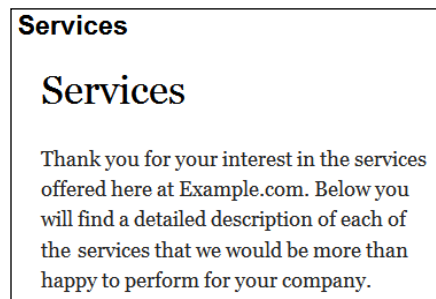 Services
Services
Thank you for your interest in the services
offered here at Example.com. Below you
will find a detailed description of each of
the services that we would be more than
happy to perform for your company.